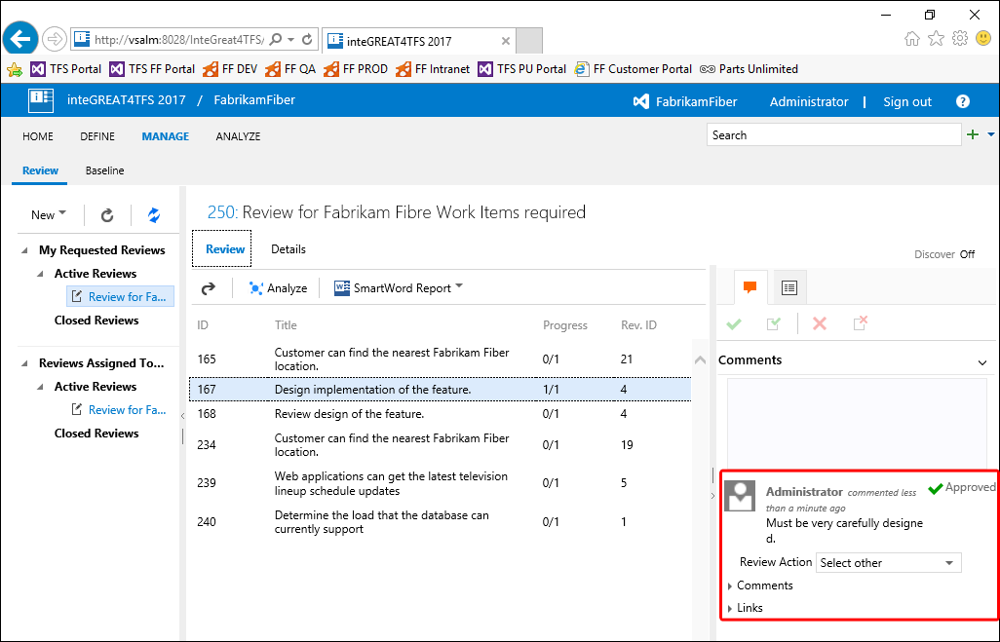 http://vsalm:8028/InteGreat4TFS/
inteGREAT4TFS 2017
TFS Portal
TFS FF Portal
FF DEV
FF QA
FF PROD
FF Intranet
TFS PU Portal
FF Customer Portal
Parts Unlimited
inteGREAT4TFS 2017 / FabrikamFiber
FabrikamFiber
Administrator | Sign out
?
HOME
DEFINE
MANAGE
ANALYZE
Search
Review
Baseline
New
My Requested Reviews
Active Reviews
Review for Fa...
Closed Reviews
Reviews Assigned To...
Active Reviews
Review for Fa...
Closed Reviews
250: Review for Fabrikam Fibre Work Items required
Review
Details
Discover Off
Analyze
SmartWord Report
ID Title Progress Rev. ID
165 Customer can find the nearest Fabrikam Fiber 0/1 21
location.
167 Design implementation of the feature. 1/1 4
168 Review design of the feature. 0/1 4
234 Customer can find the nearest Fabrikam Fiber 0/1 19
location.
239 Web applications can get the latest television 0/1 5
lineup schedule updates
240 Determine the load that the database can 0/1 1
currently support
Comments
Administrator commented less
than a minute ago
Approved
Must be very carefully designe
d.
Review Action Select other
Comments
Links